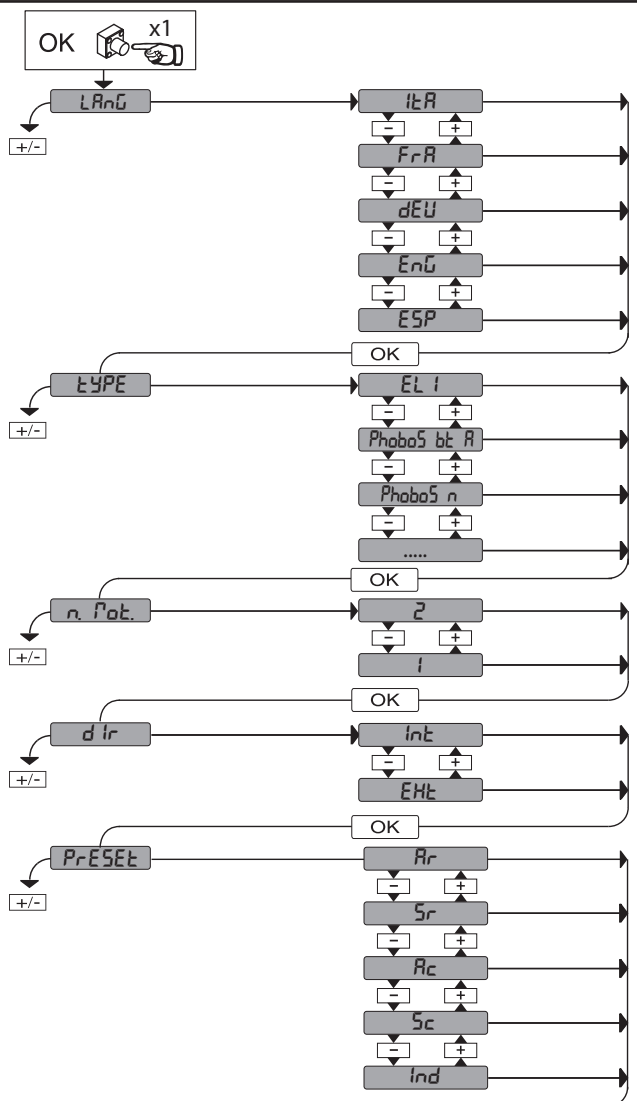 OK x1
LAnG ItA
+/- - +
FrA
- +
dEU
- +
EnG
- +
ESP
OK
tYPE EL 1
+/- - +
PhoboS bt A
- +
PhoboS n
- +
.....
OK
n. Mot. 2
+/- - +
1
OK
dIr Int
+/- - +
EHt
OK
PrESEt Ar
+/- - +
Sr
- +
Ac
- +
Sc
- +
Ind